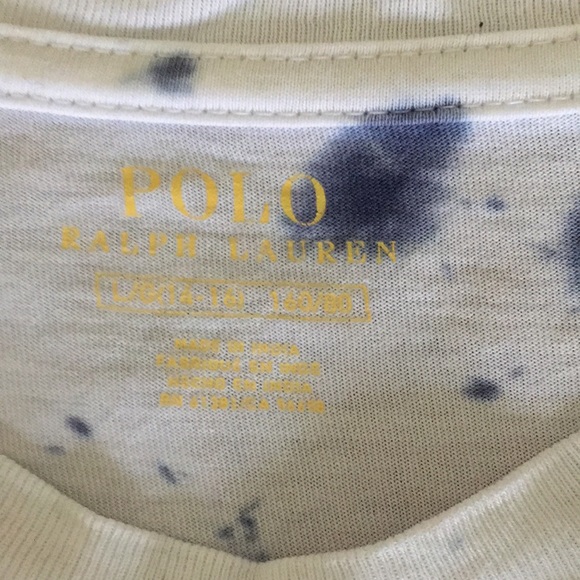 POLO
RALPH LAUREN
L/G(14-16) 160/80
MADE IN INDIA
FABRIQUÉ EN INDE
HECHO EN INDIA